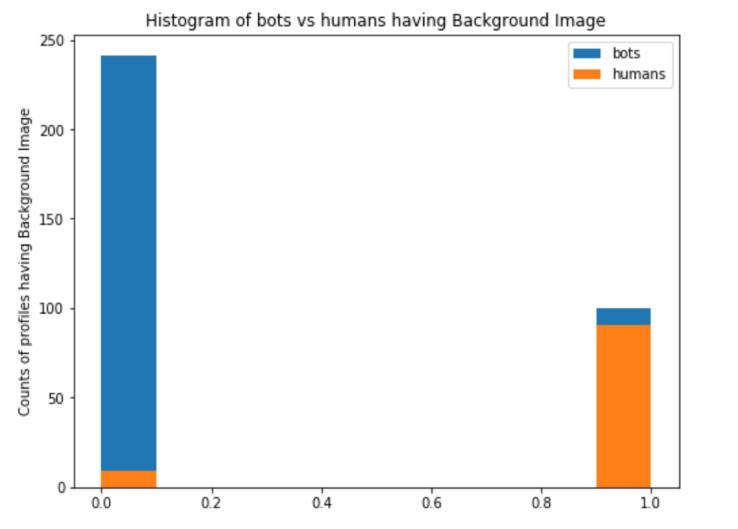 Histogram of bots vs humans having Background Image
bots
humans
Counts of profiles having Background Image
250
200
150
100
50
0
0.0 0.2 0.4 0.6 0.8 1.0